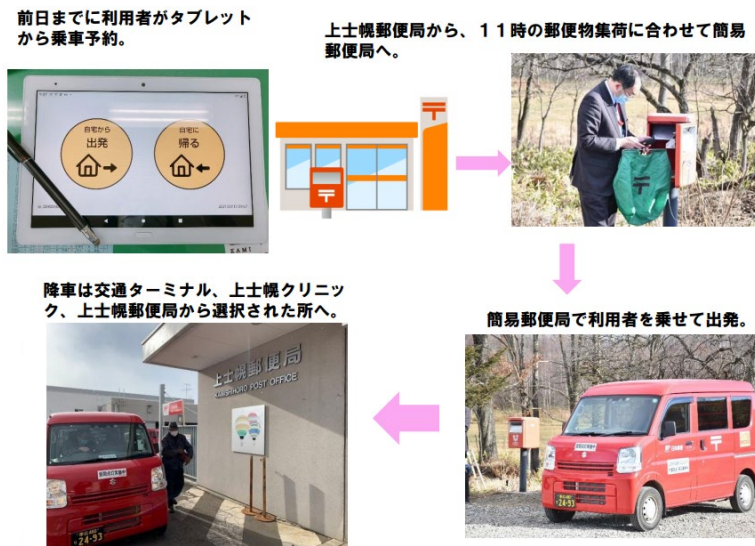 前日までに利用者がタブレット
から乗車予約。
自宅から
出発
自宅に
帰る
KAMI
上士幌郵便局から、１１時の郵便物集荷に合わせて簡易
郵便局へ。
〒
〒
〒
簡易郵便局で利用者を乗せて出発。
〒
24-93
降車は交通ターミナル、上士幌クリニッ
ク、上士幌郵便局から選択された所へ。
上士幌郵便局
KAMISHIHORO POST OFFICE
24-93